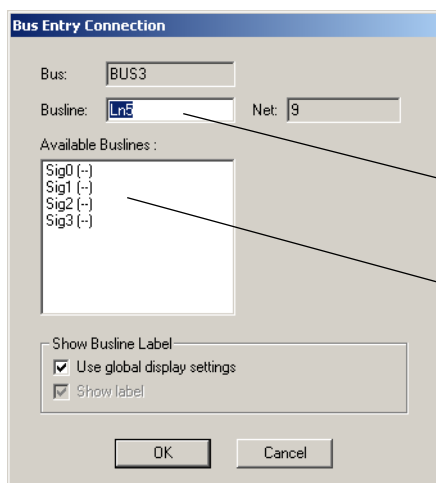 Bus Entry Connection
Bus: BUS3
Busline: Ln5 Net: 9
Available Buslines :
Sig0 (--)
Sig1 (--)
Sig2 (--)
Sig3 (--)
Show Busline Label
Use global display settings
Show label
OK Cancel